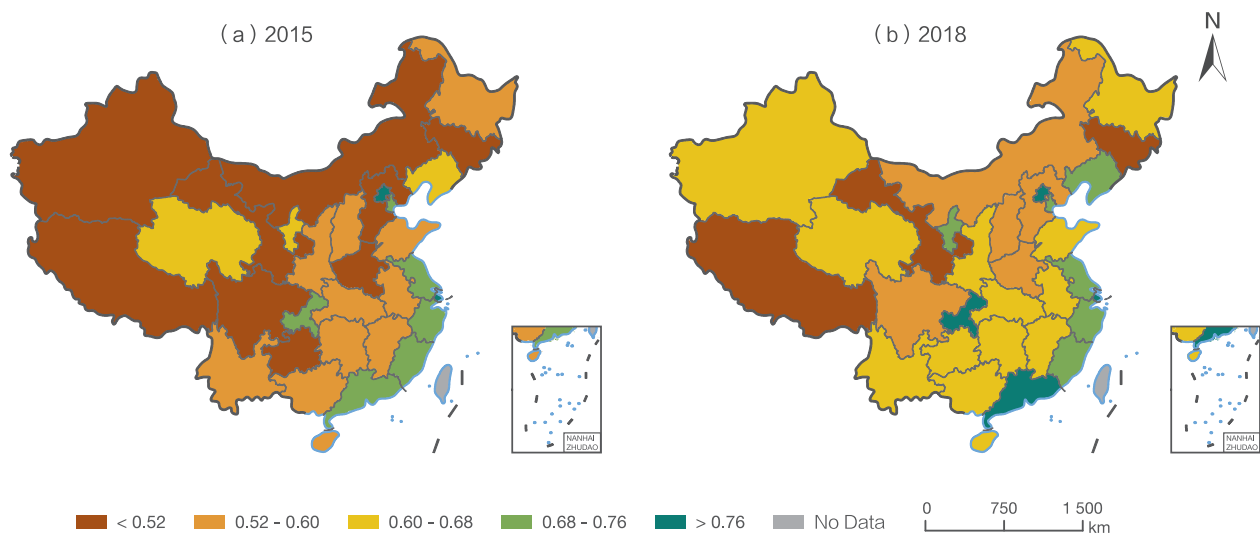 ( a ) 2015
( b ) 2018
N
NANHAI
ZHUDAO
NANHAI
ZHUDAO
< 0.52
0.52 - 0.60
0.60 - 0.68
0.68 - 0.76
> 0.76
No Data
0 750 1 500
km